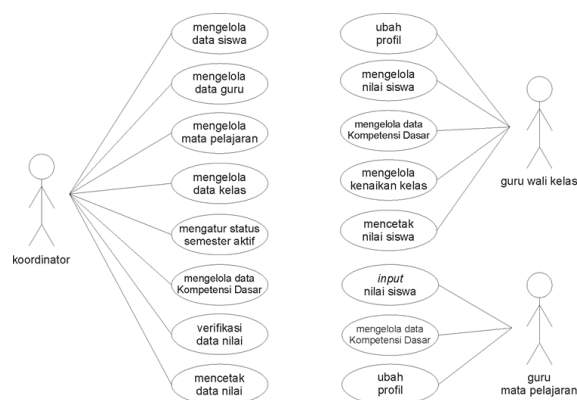 mengelola
data siswa
mengelola
data guru
mengelola
mata pelajaran
mengelola
data kelas
mengatur status
semester aktif
mengelola data
Kompetensi Dasar
verifikasi
data nilai
mencetak
data nilai
koordinator
ubah
profil
mengelola
nilai siswa
mengelola data
Kompetensi Dasar
mengelola
kenaikan kelas
mencetak
nilai siswa
guru wali kelas
input
nilai siswa
mengelola data
Kompetensi Dasar
ubah
profil
guru
mata pelajaran